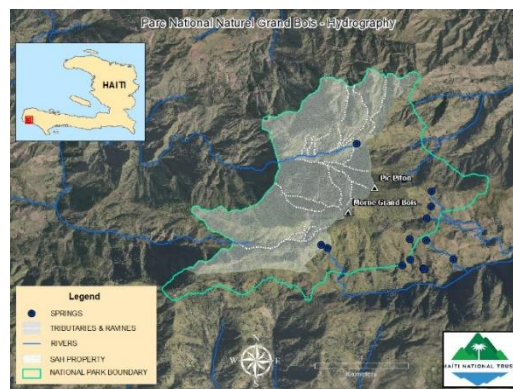 Parc National Naturel Grand Bois - Hydrography
HAITI
Pic Piton
Morne Grand Bois
Legend
SPRINGS
TRIBUTARIES & RAVINES
RIVERS
SAH PROPERTY
NATIONAL PARK BOUNDARY
W
E
S
Kilometers
HAITI NATIONAL TRUST